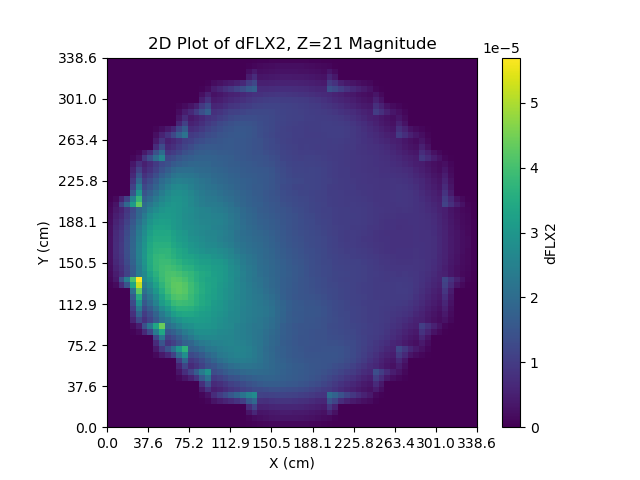 2D Plot of dFLX2, Z=21 Magnitude
1e−5
338.6
301.0
263.4
225.8
188.1
150.5
112.9
75.2
37.6
0.0
Y (cm)
0.0 37.6 75.2 112.9 150.5 188.1 225.8 263.4 301.0 338.6
X (cm)
5
4
3
2
1
0
dFLX2